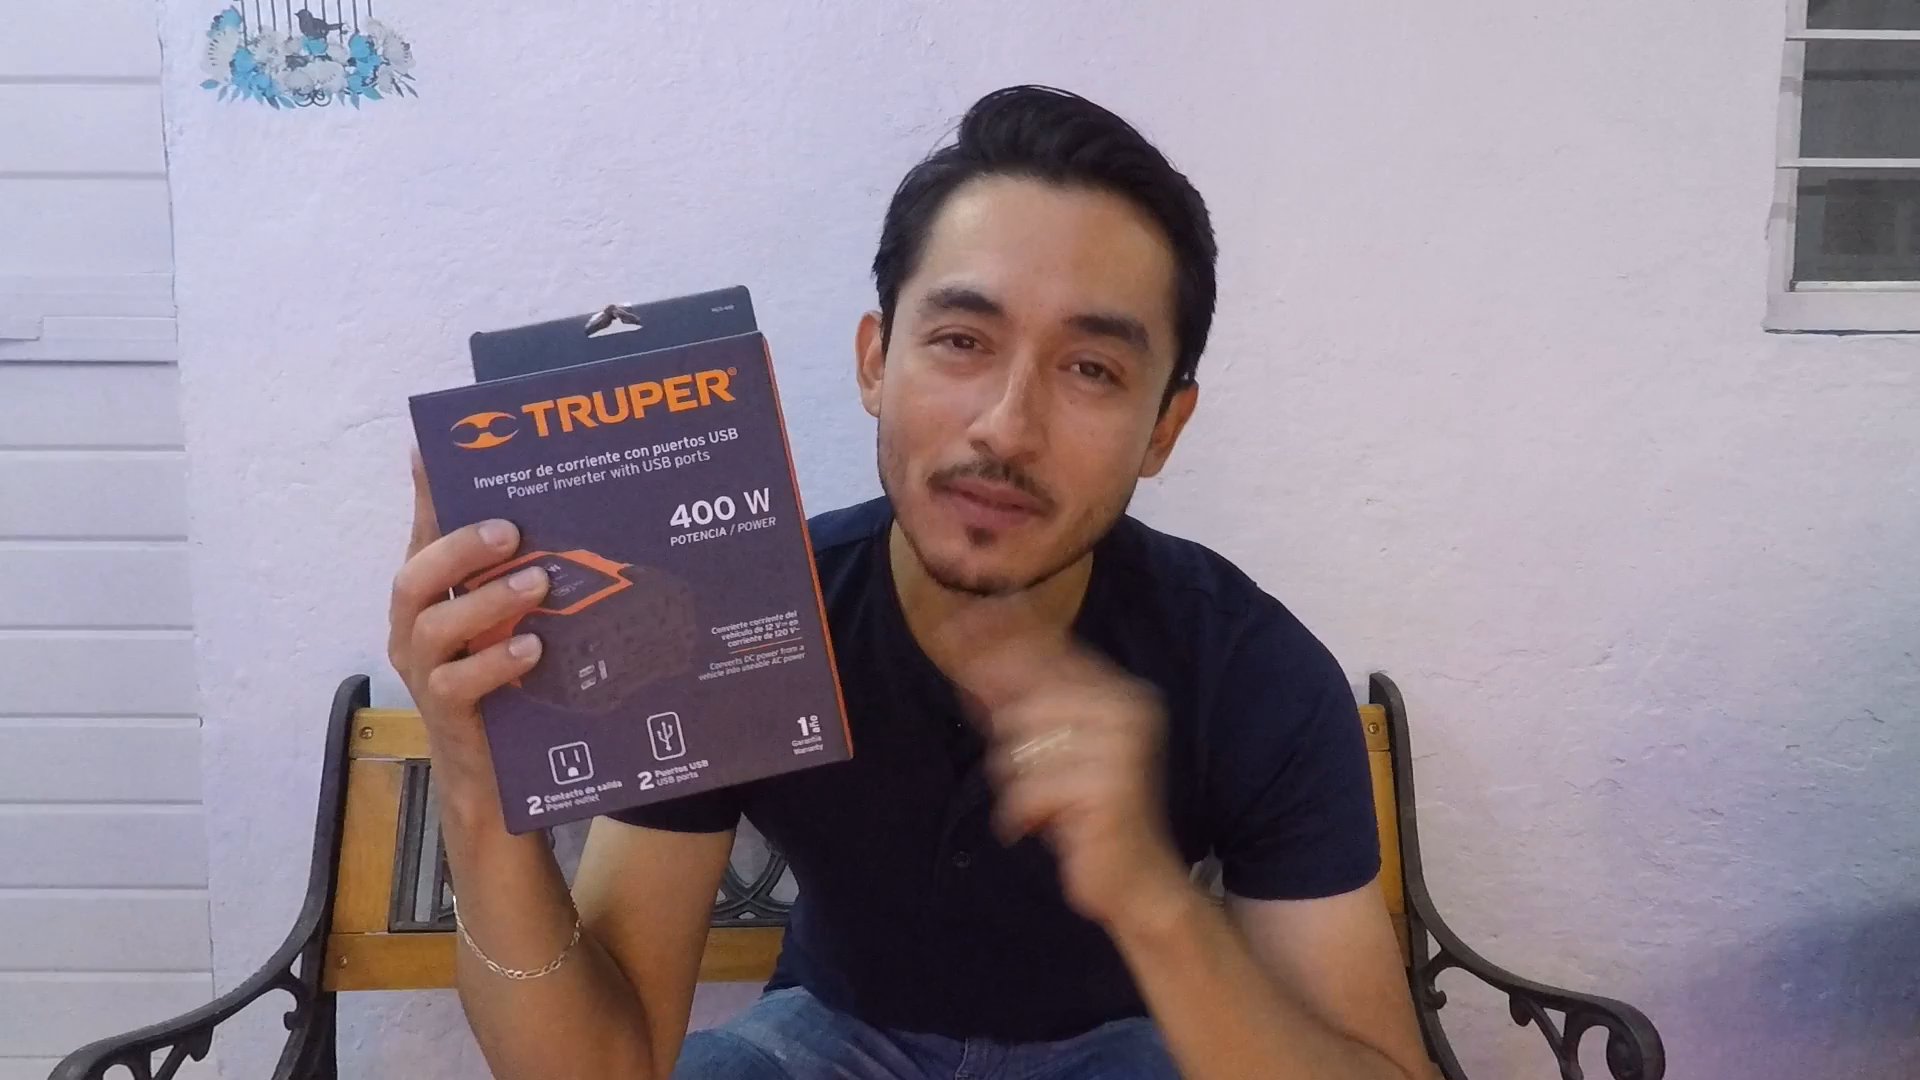 TRUPER®
Inversor de corriente con puertos USB
Power inverter with USB ports
400 W
POTENCIA / POWER
Convierte corriente del
vehículo de 12 V⎓ en
corriente de 120 V~
Converts DC power from a
vehicle into useable AC power
2 Contacto de salida
Power outlet
2 Puertos USB
USB ports
1 año
Garantía
Warranty